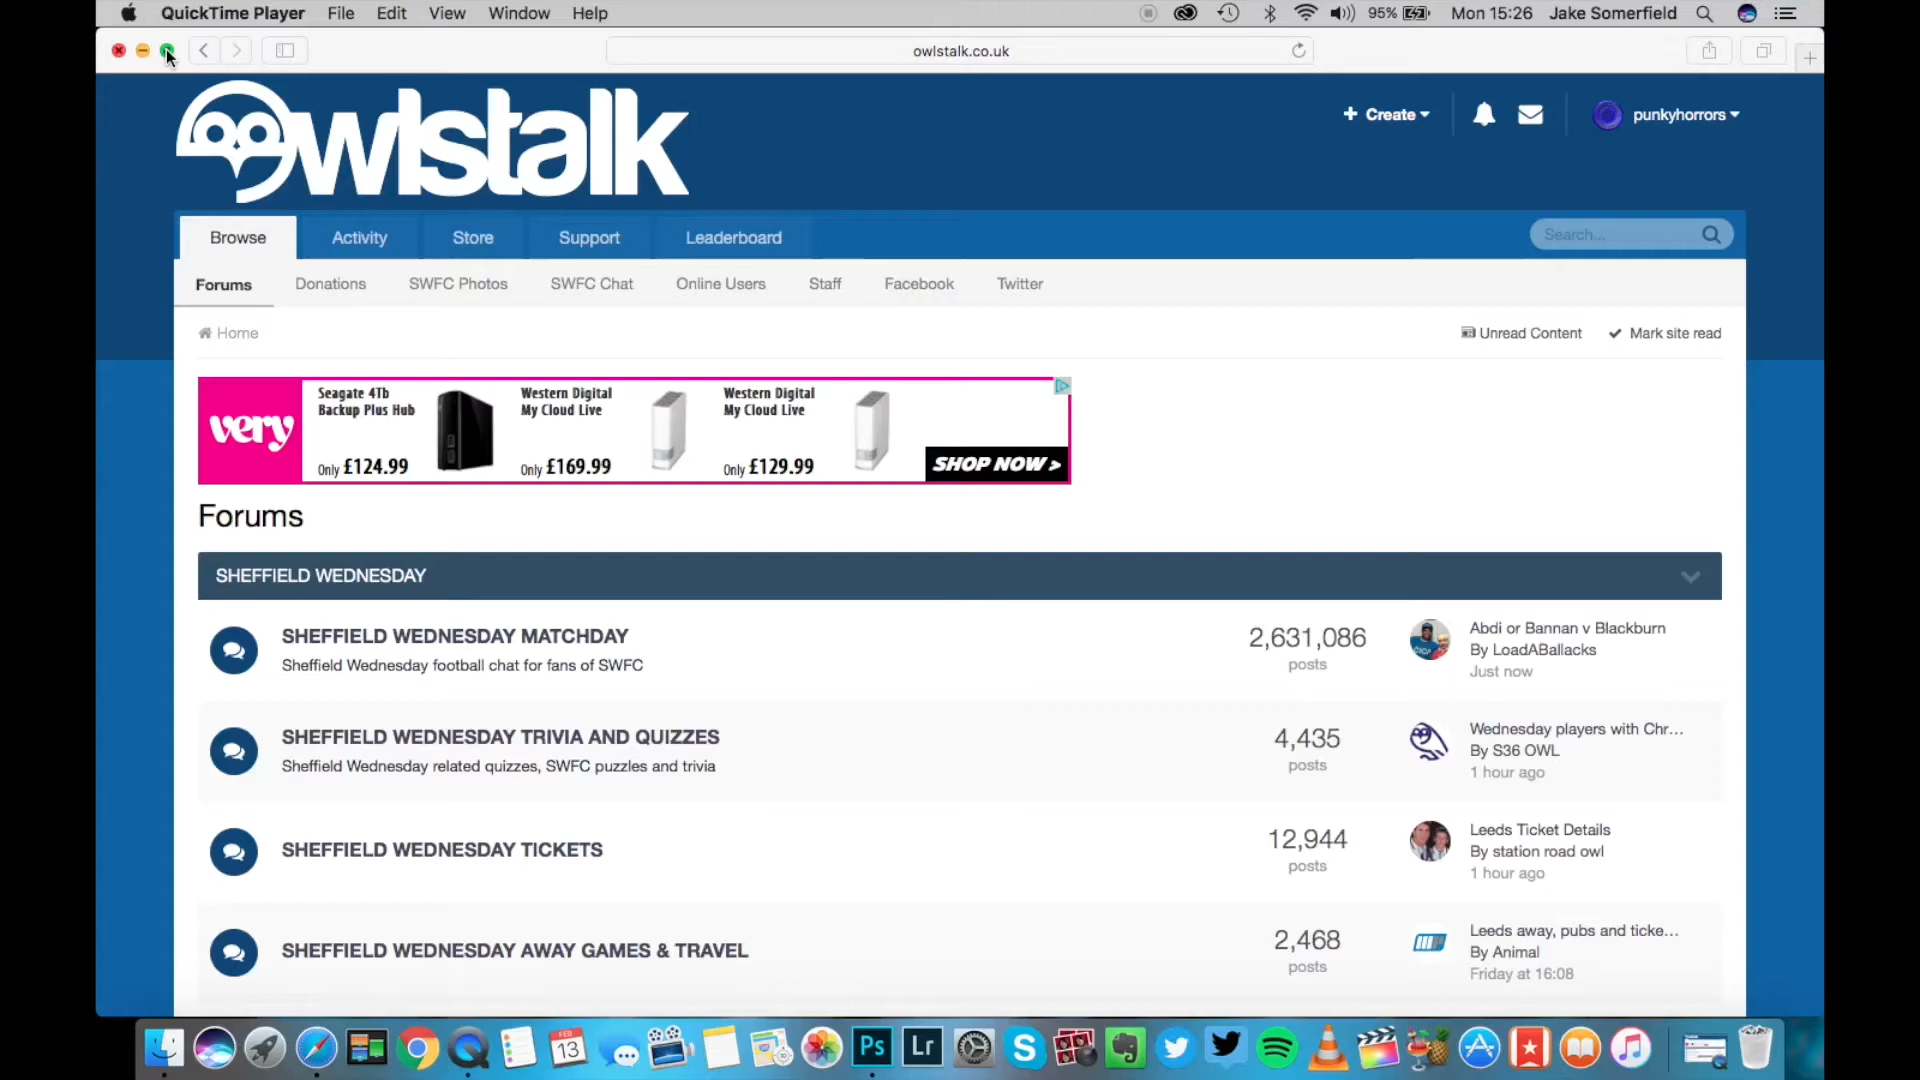 QuickTime Player File Edit View Window Help 95% Mon 15:26 Jake Somerfield
owlstalk.co.uk
Owlstalk
+ Create punkyhorrors
Browse Activity Store Support Leaderboard Search...
Forums Donations SWFC Photos SWFC Chat Online Users Staff Facebook Twitter
Home Unread Content Mark site read
very
Seagate 4Tb
Backup Plus Hub
Only £124.99
Western Digital
My Cloud Live
Only £169.99
Western Digital
My Cloud Live
Only £129.99
SHOP NOW >
Forums
SHEFFIELD WEDNESDAY
SHEFFIELD WEDNESDAY MATCHDAY
Sheffield Wednesday football chat for fans of SWFC
2,631,086
posts
Abdi or Bannan v Blackburn
By LoadABallacks
Just now
SHEFFIELD WEDNESDAY TRIVIA AND QUIZZES
Sheffield Wednesday related quizzes, SWFC puzzles and trivia
4,435
posts
Wednesday players with Chr...
By S36 OWL
1 hour ago
SHEFFIELD WEDNESDAY TICKETS
12,944
posts
Leeds Ticket Details
By station road owl
1 hour ago
SHEFFIELD WEDNESDAY AWAY GAMES & TRAVEL
2,468
posts
Leeds away, pubs and ticke...
By Animal
Friday at 16:08
FEB
13
Ps Lr